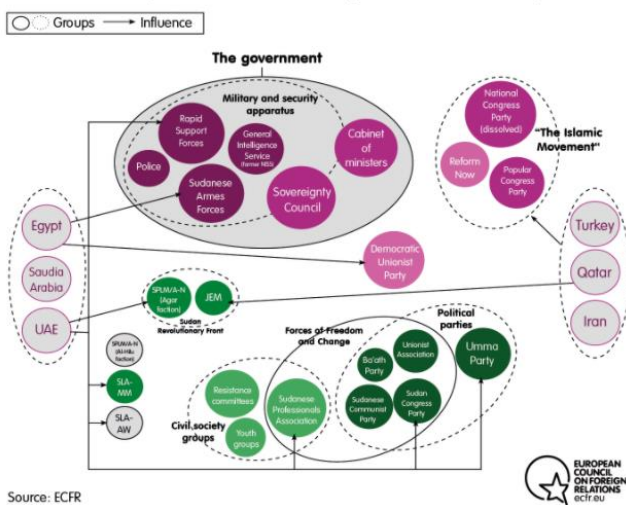 Groups
Influence
The government
Military and security
apparatus
Rapid
Support
Forces
General
Intelligence
Service
(former NISS)
Police
Sudanese
Armes
Forces
Cabinet
of
ministers
Sovereignty
Council
National
Congress
Party
(dissolved)
"The Islamic
Movement"
Reform
Now
Popular
Congress
Party
Egypt
Saudia
Arabia
UAE
Turkey
Qatar
Iran
Democratic
Unionist
Party
SPLM/A-N
(Agar
faction)
JEM
Sudan
Revolutionary Front
SPLM/A-N
(Al-Hilu
faction)
SLA-
MM
SLA-
AW
Forces of Freedom
and Change
Political
parties
Unionist
Association
Ba'ath
Party
Umma
Party
Sudanese
Communist
Party
Sudan
Congress
Party
Resistance
committees
Sudanese
Professionals
Association
Civil society
groups
Youth
groups
Source: ECFR
EUROPEAN
COUNCIL
ON FOREIGN
RELATIONS
ecfr.eu